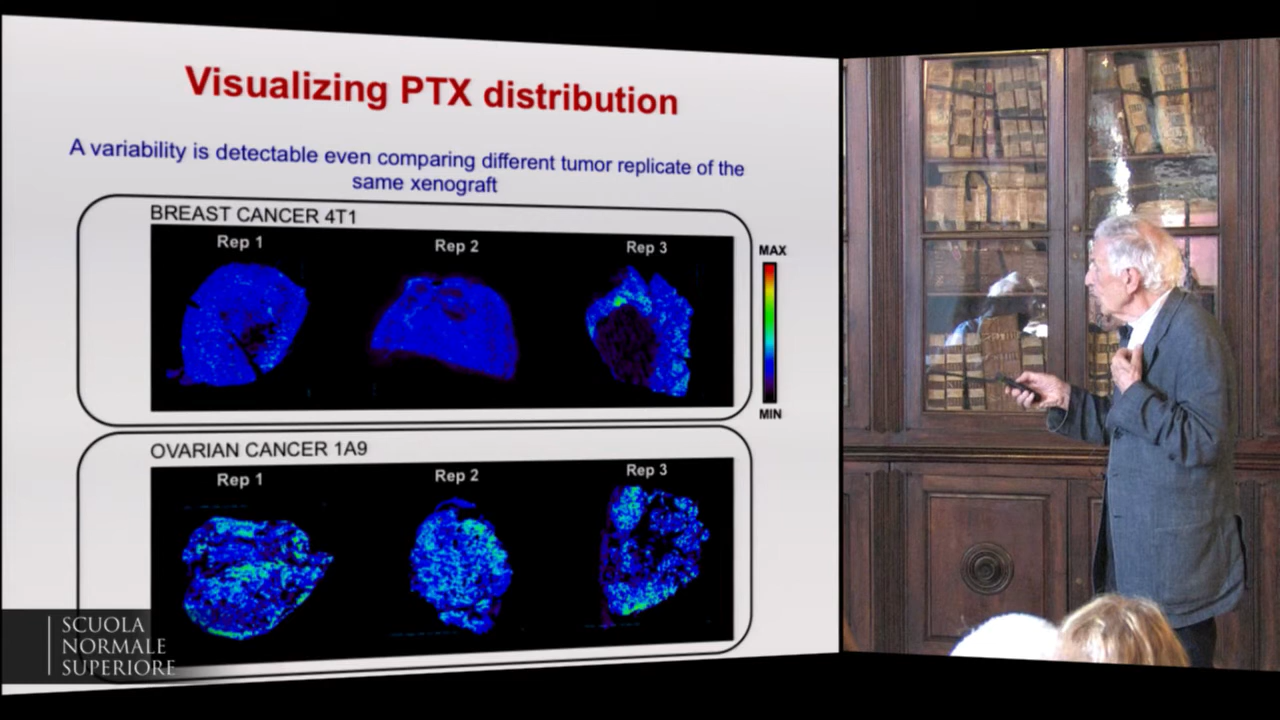 Visualizing PTX distribution
A variability is detectable even comparing different tumor replicate of the
same xenograft
BREAST CANCER 4T1
Rep 1
Rep 2
Rep 3
MAX
MIN
OVARIAN CANCER 1A9
Rep 1
Rep 2
Rep 3
SCUOLA
NORMALE
SUPERIORE